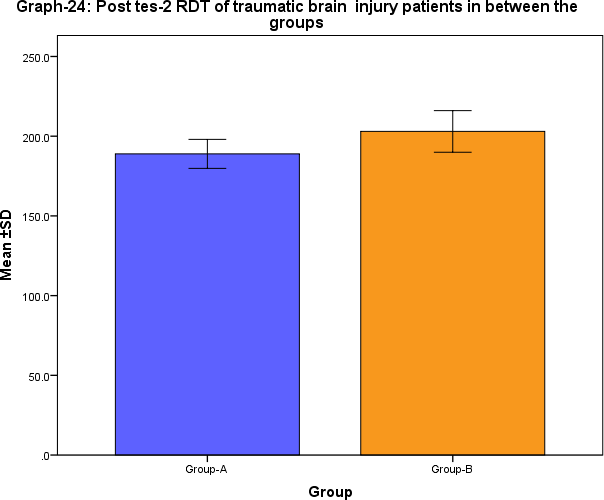 Graph-24: Post tes-2 RDT of traumatic brain injury patients in between the
groups
250.0
200.0
150.0
100.0
50.0
.0
Mean ±SD
Group-A
Group-B
Group